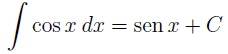 ∫ cos x dx = sen x + C